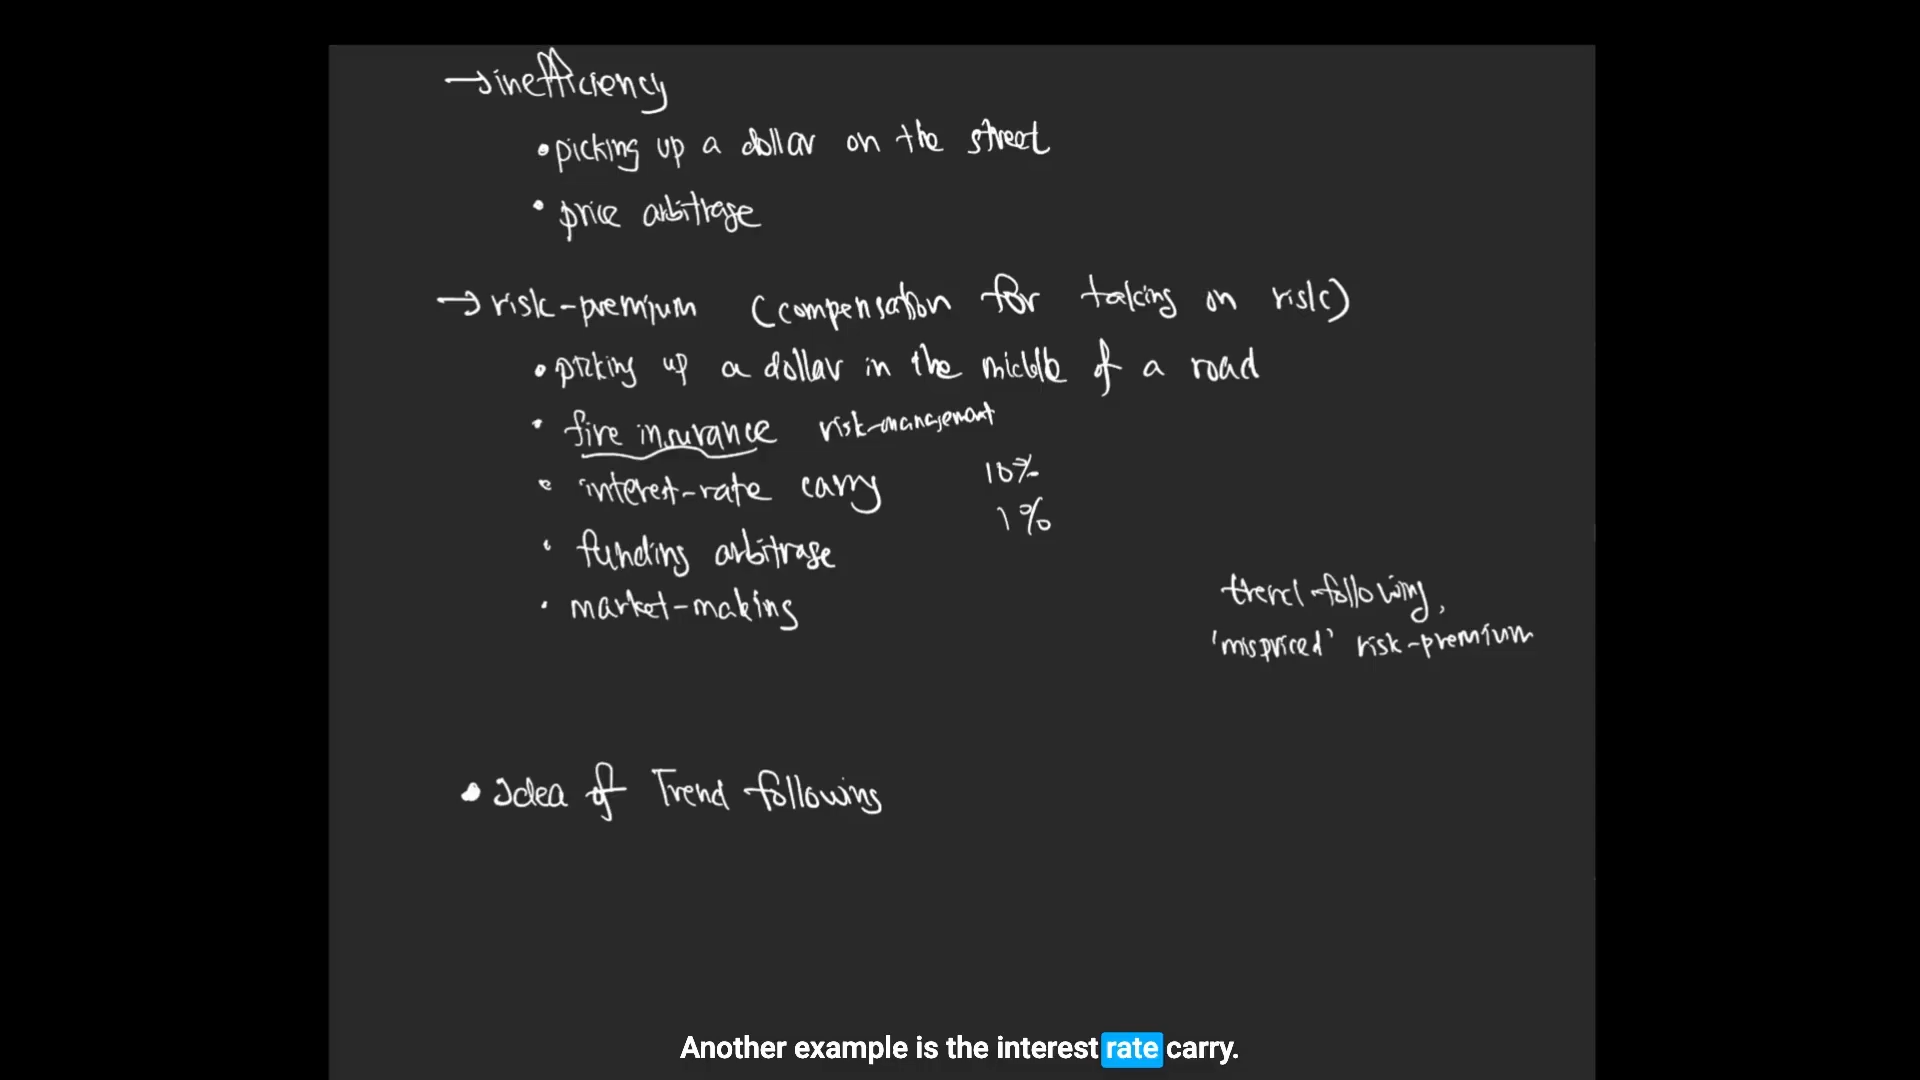 → inefficiency
• picking up a dollar on the street
• price arbitrage
→ risk-premium (compensation for taking on risk)
• picking up a dollar in the middle of a road
• fire insurance risk-management
• interest-rate carry 10%
1%
• funding arbitrage
• market-making
trend-following,
'mispriced' risk-premium
• Idea of Trend following
Another example is the interest rate carry.